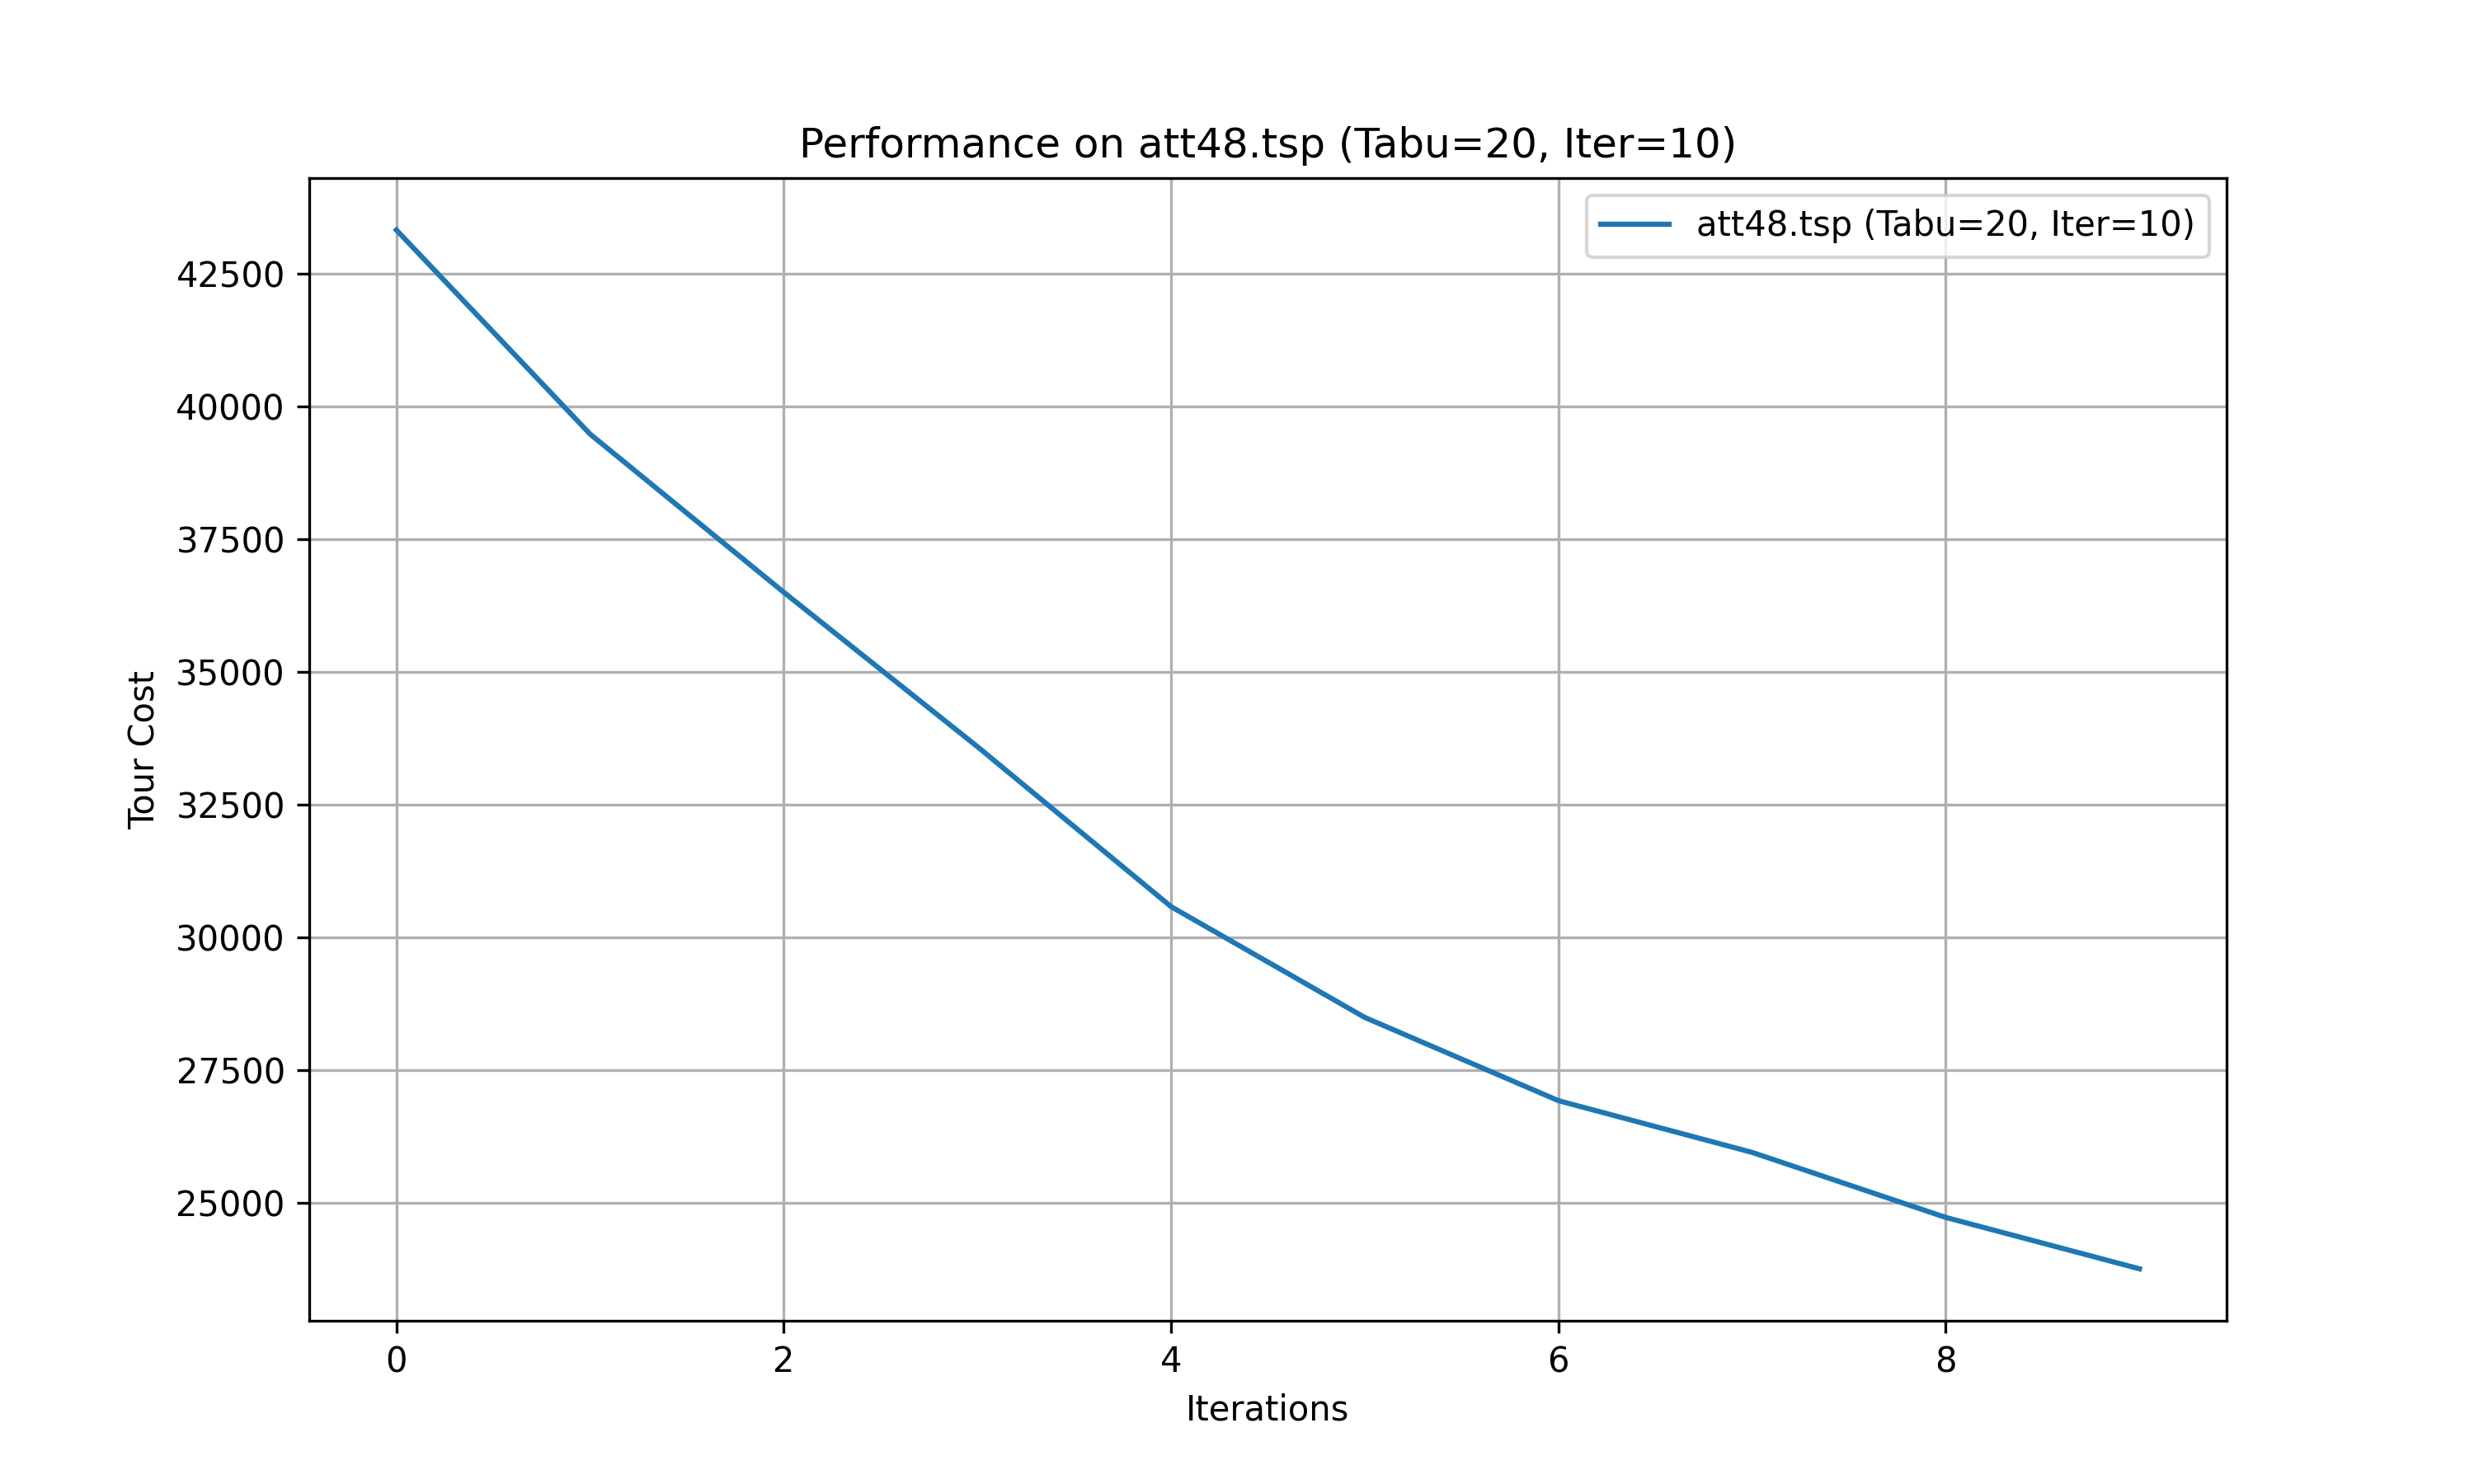 Performance on att48.tsp (Tabu=20, Iter=10)
att48.tsp (Tabu=20, Iter=10)
42500
40000
37500
35000
32500
30000
27500
25000
Tour Cost
0 2 4 6 8
Iterations